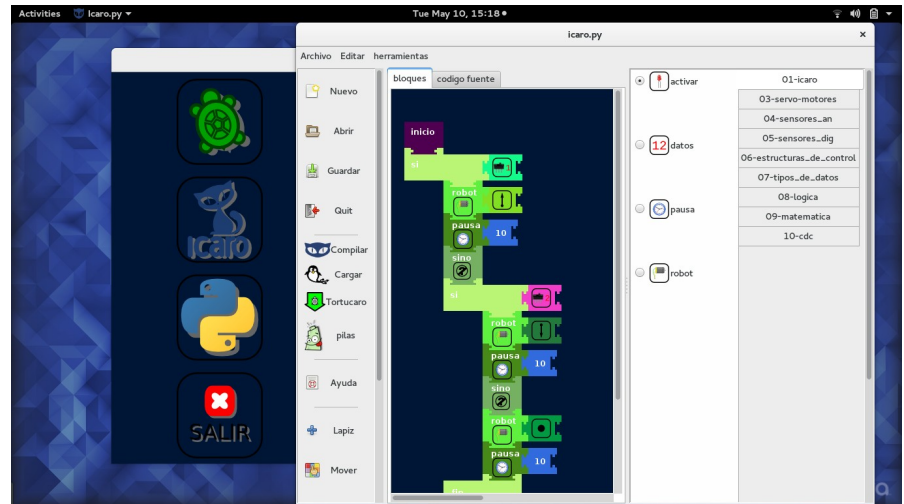 Activities Icaro.py Tue May 10, 15:18
icaro.py
Archivo Editar herramientas
Nuevo
Abrir
Guardar
Quit
Compilar
Cargar
Tortucaro
pilas
Ayuda
Lapiz
Mover
bloques codigo fuente
inicio
si
robot
pausa 10
sino
si
robot
pausa 10
sino
robot
pausa 10
fin
activar
12 datos
pausa
robot
01-icaro
03-servo-motores
04-sensores_an
05-sensores_dig
06-estructuras_de_control
07-tipos_de_datos
08-logica
09-matematica
10-cdc
Icaro
SALIR